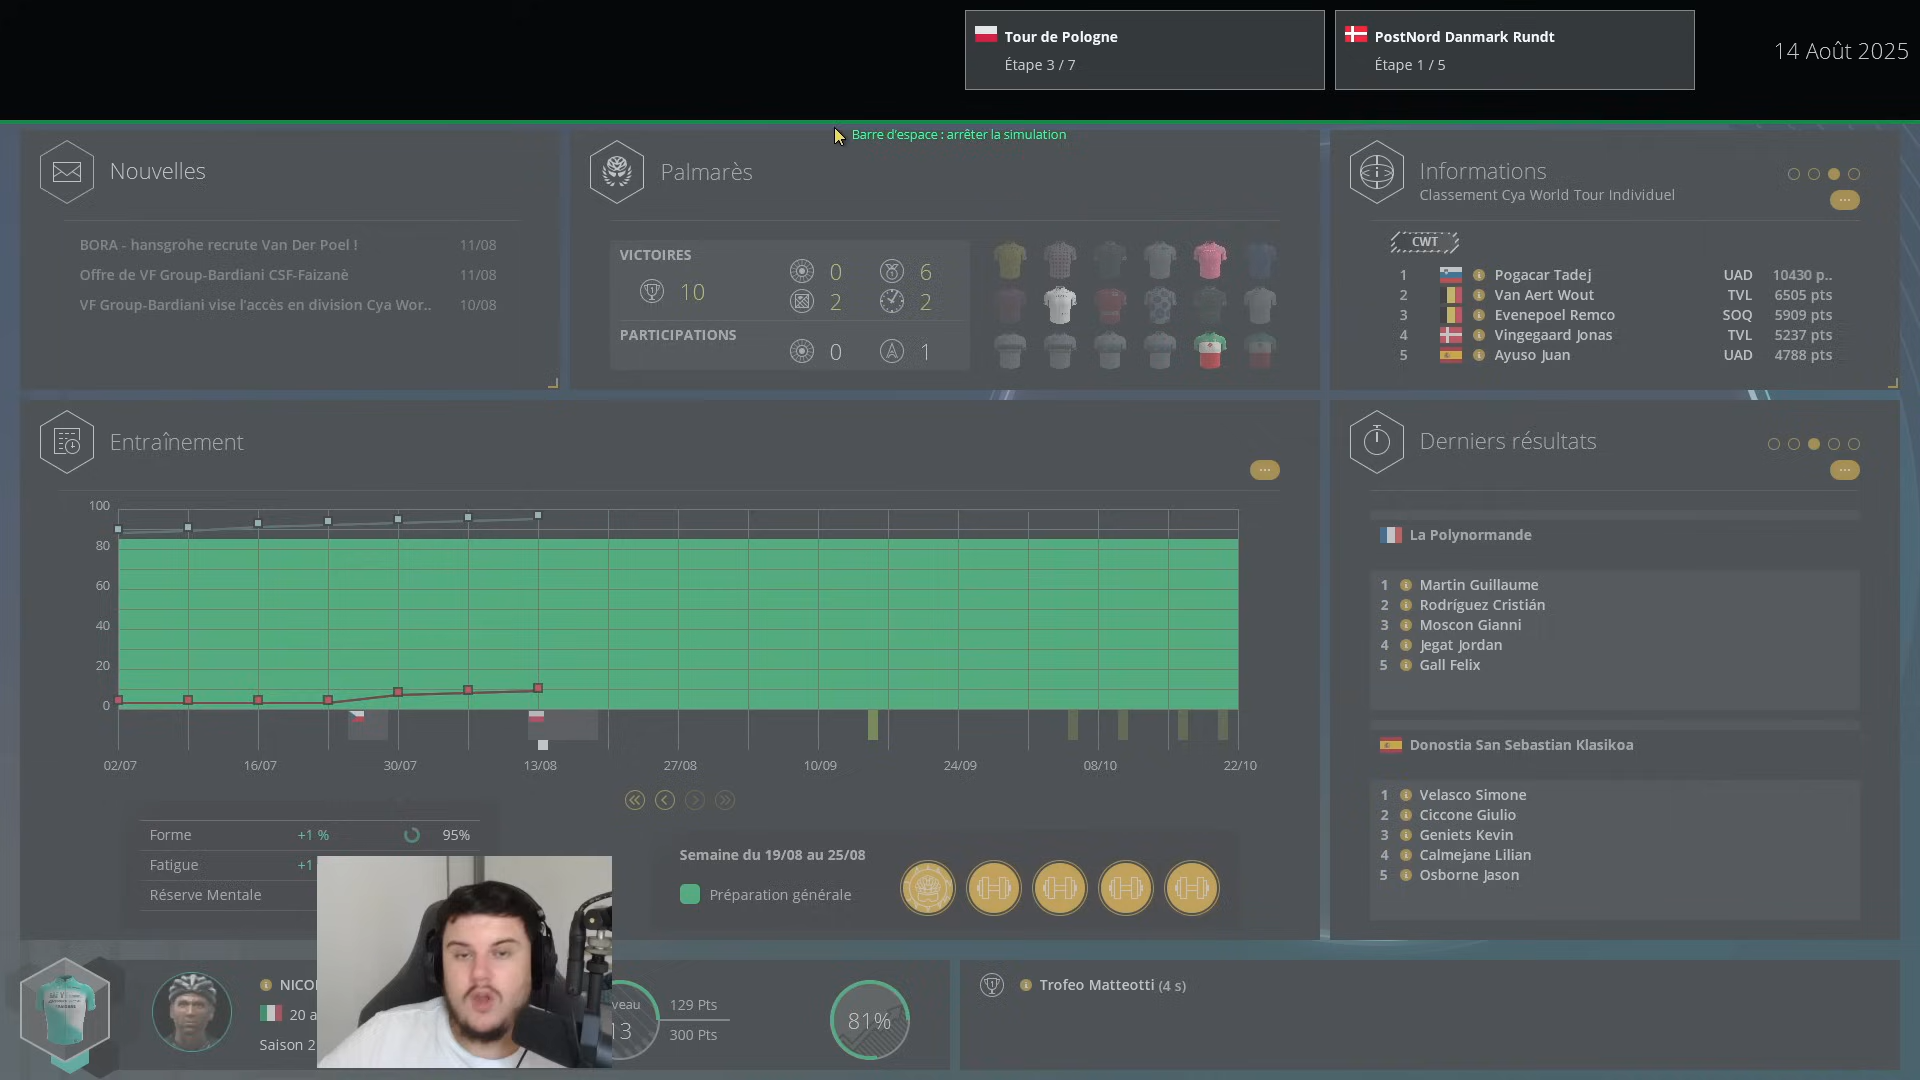 Tour de Pologne
Étape 3 / 7
PostNord Danmark Rundt
Étape 1 / 5
14 Août 2025
Barre d'espace : arrêter la simulation
Nouvelles
BORA - hansgrohe recrute Van Der Poel ! 11/08
Offre de VF Group-Bardiani CSF-Faizanè 11/08
VF Group-Bardiani vise l'accès en division Cya Wor.. 10/08
Palmarès
VICTOIRES
10
0
6
2
2
PARTICIPATIONS
0
1
Informations
Classement Cya World Tour Individuel
CWT
1 Pogacar Tadej UAD 10430 p..
2 Van Aert Wout TVL 6505 pts
3 Evenepoel Remco SOQ 5909 pts
4 Vingegaard Jonas TVL 5237 pts
5 Ayuso Juan UAD 4788 pts
Entraînement
100
80
60
40
20
0
02/07 16/07 30/07 13/08 27/08 10/09 24/09 08/10 22/10
Forme +1 % 95%
Fatigue +1
Réserve Mentale
Semaine du 19/08 au 25/08
Préparation générale
Derniers résultats
La Polynormande
1 Martin Guillaume
2 Rodríguez Cristián
3 Moscon Gianni
4 Jegat Jordan
5 Gall Felix
Donostia San Sebastian Klasikoa
1 Velasco Simone
2 Ciccone Giulio
3 Geniets Kevin
4 Calmejane Lilian
5 Osborne Jason
NICO
20 a
Saison 2
veau
13
129 Pts
300 Pts
81%
Trofeo Matteotti (4 s)